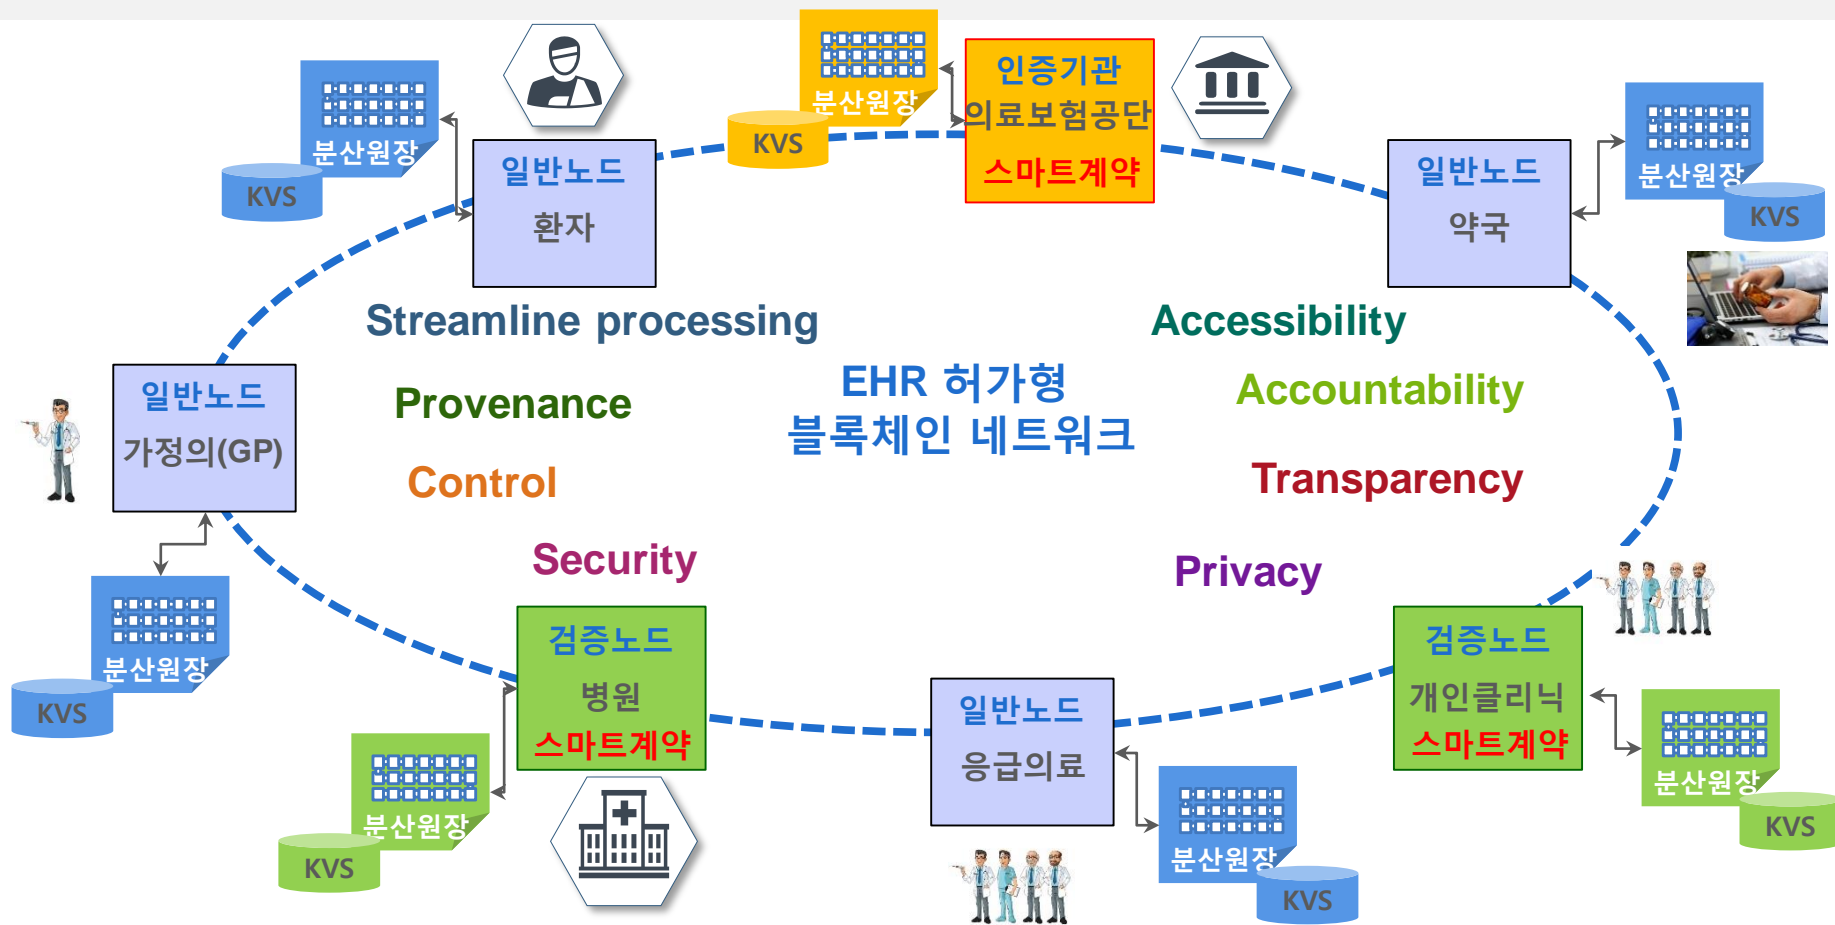 분산원장
KVS
일반노드
환자
분산원장
KVS
인증기관
의료보험공단
스마트계약
일반노드
약국
분산원장
KVS
Streamline processing
Accessibility
EHR 허가형
블록체인 네트워크
Provenance
Accountability
Control
Transparency
Security
Privacy
일반노드
가정의(GP)
분산원장
KVS
검증노드
병원
스마트계약
분산원장
KVS
일반노드
응급의료
분산원장
KVS
검증노드
개인클리닉
스마트계약
분산원장
KVS